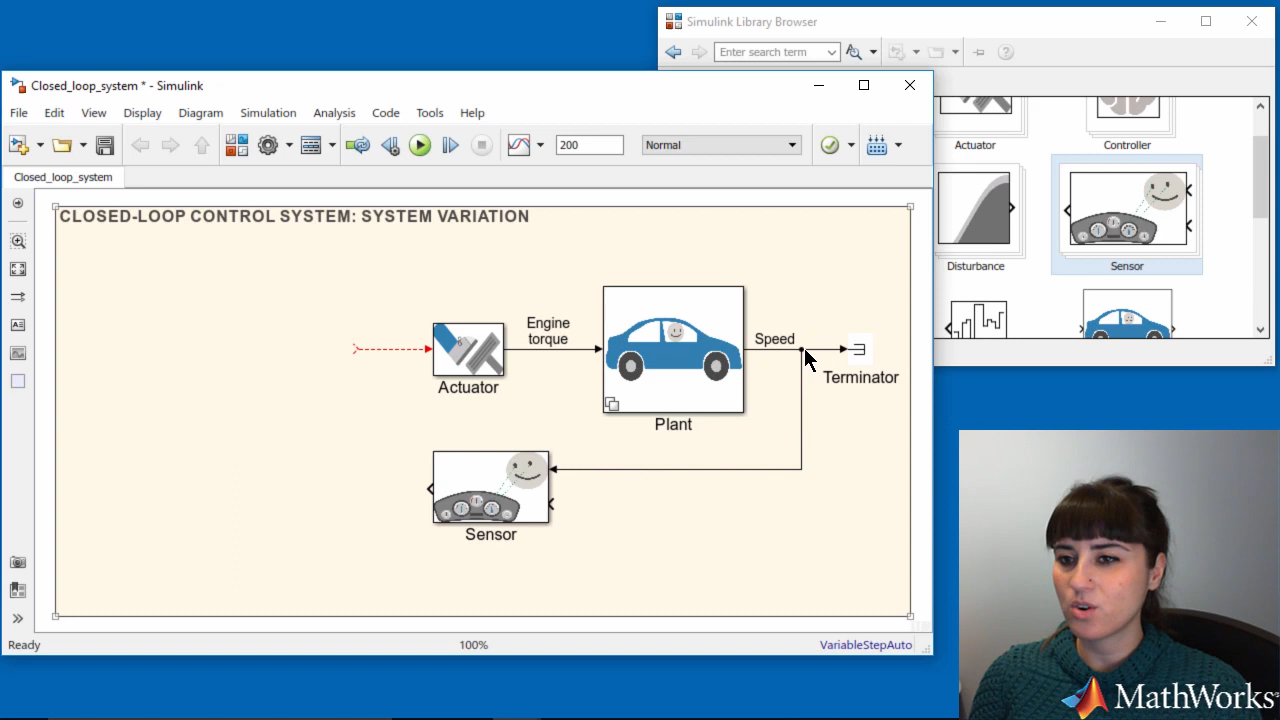 Simulink Library Browser
Enter search term
Closed_loop_system * - Simulink
File Edit View Display Diagram Simulation Analysis Code Tools Help
200 Normal
Closed_loop_system
CLOSED-LOOP CONTROL SYSTEM: SYSTEM VARIATION
Engine
torque
Speed
Actuator
Plant
Terminator
Sensor
Ready 100% VariableStepAuto
Actuator Controller
Disturbance Sensor
MathWorks